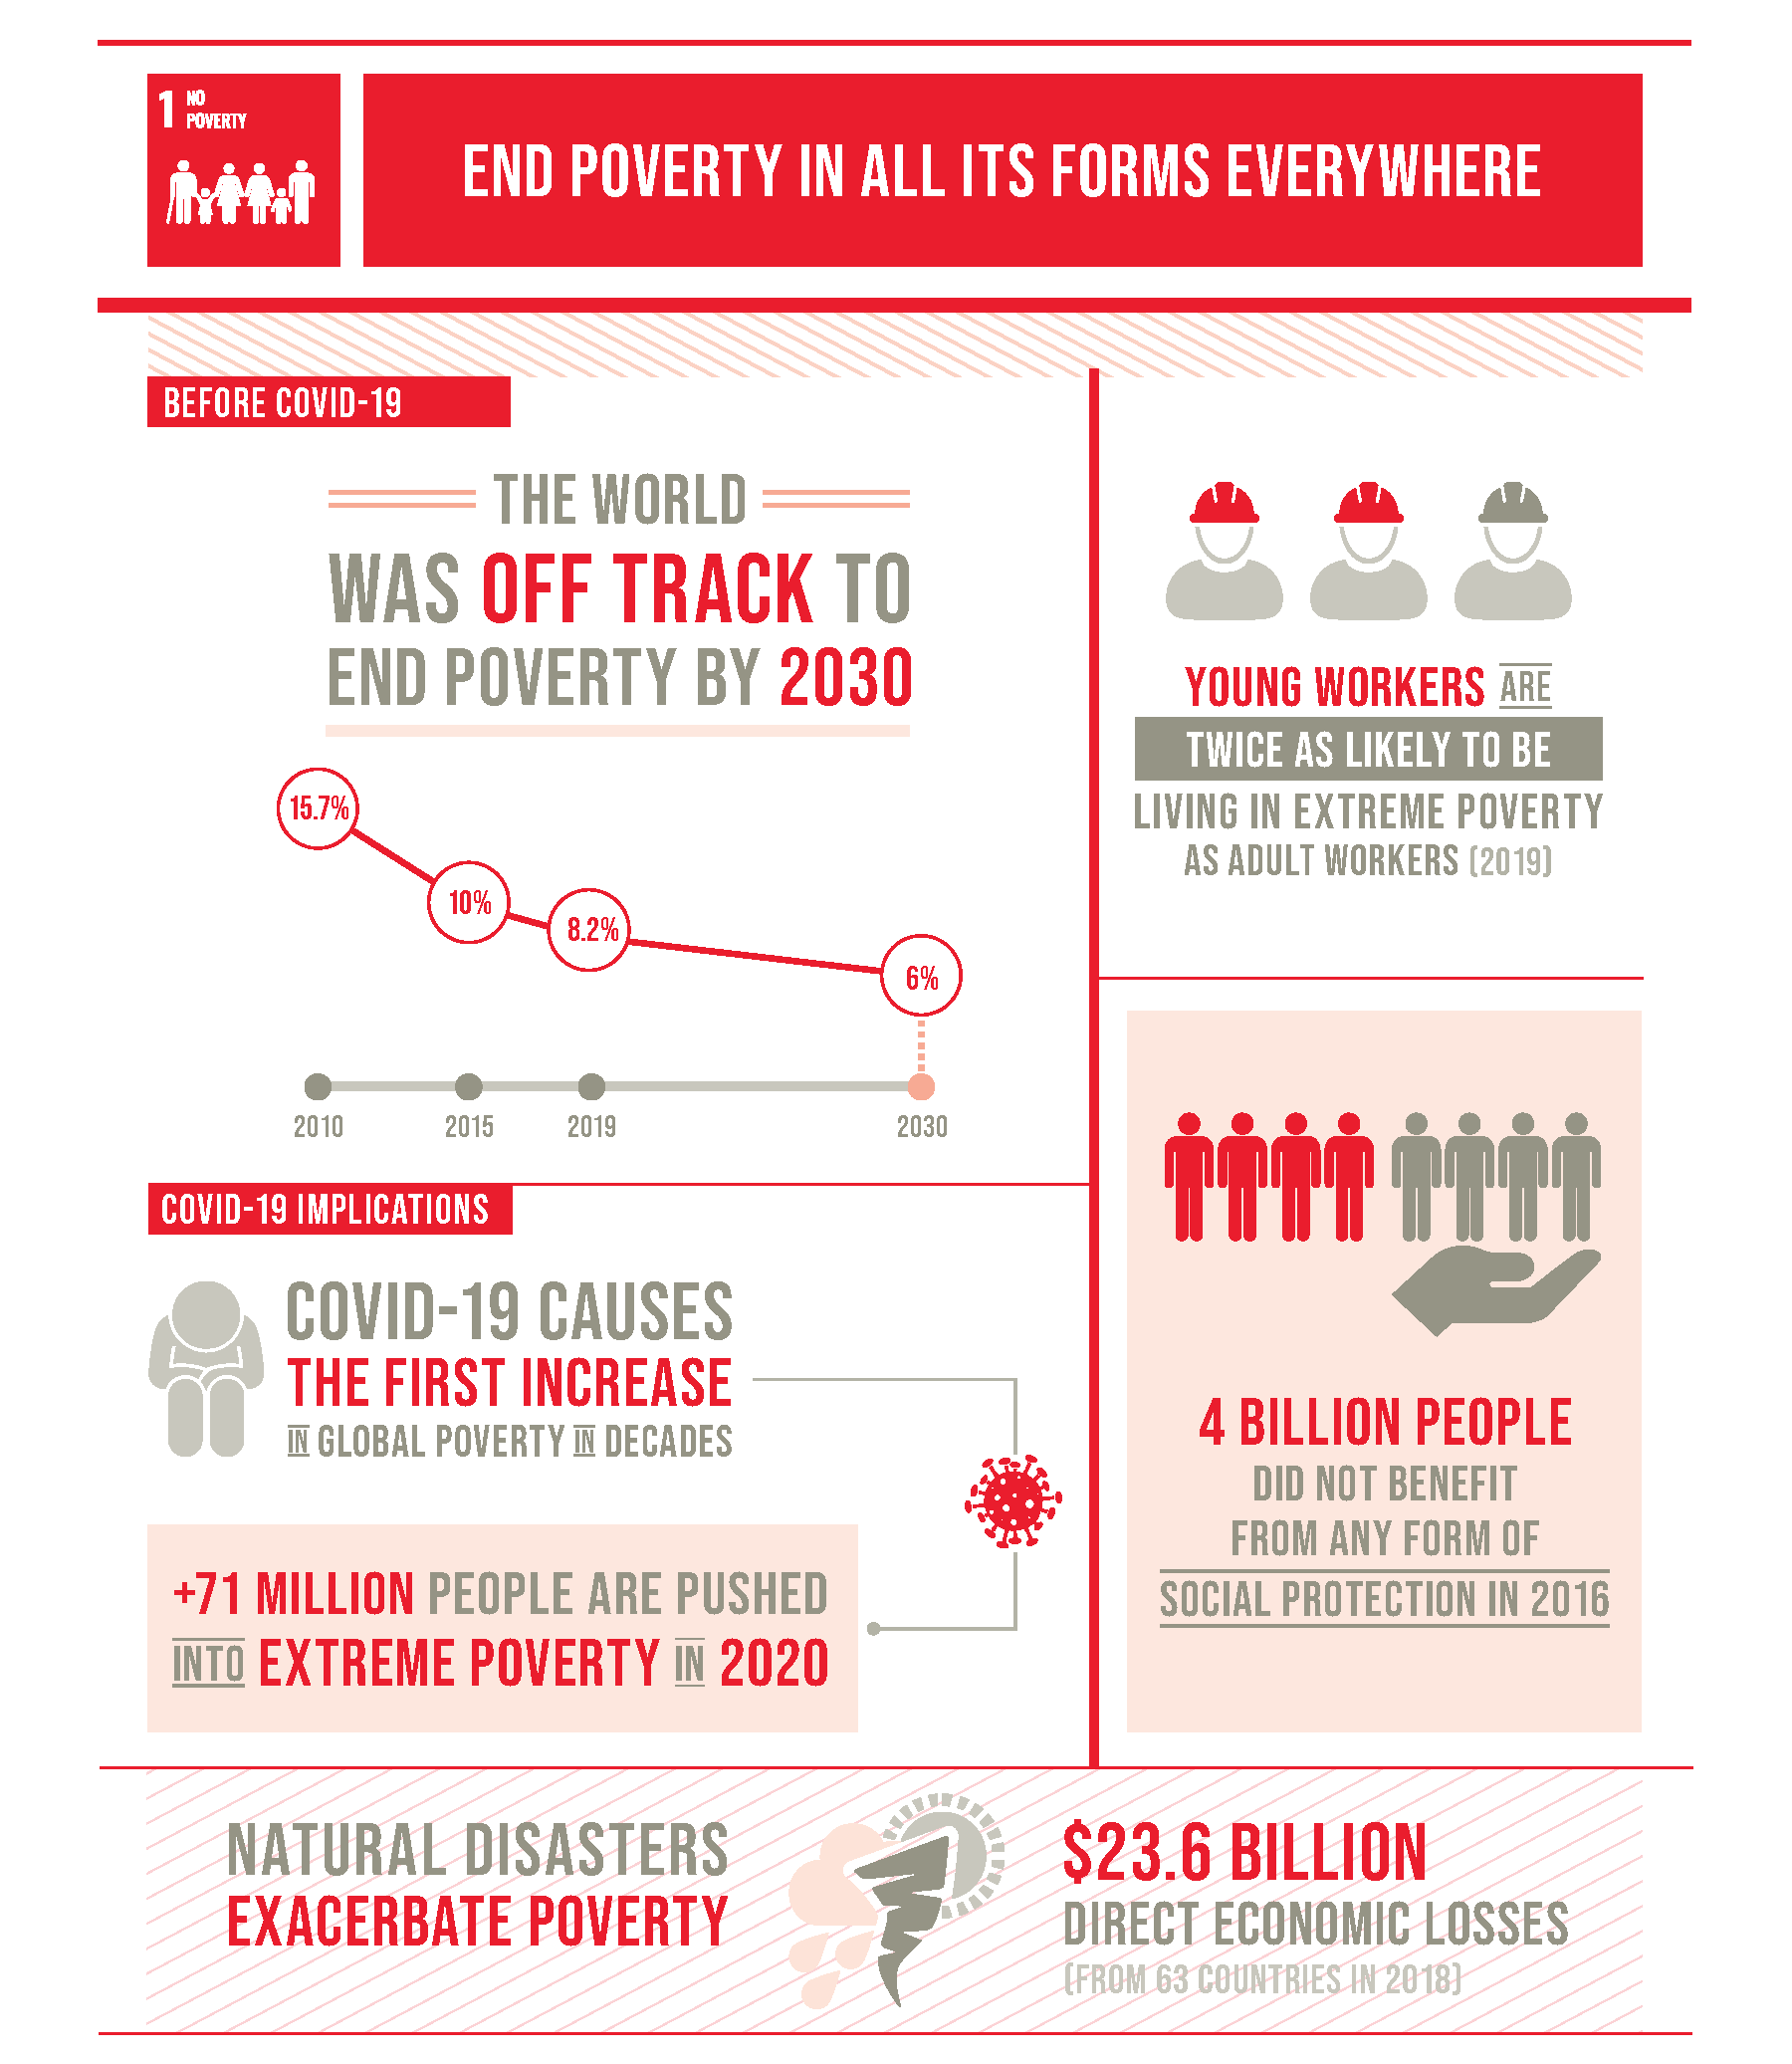 1 NO
POVERTY
END POVERTY IN ALL ITS FORMS EVERYWHERE
BEFORE COVID-19
THE WORLD
WAS OFF TRACK TO
END POVERTY BY 2030
15.7%
10%
8.2%
6%
2010 2015 2019 2030
YOUNG WORKERS ARE
TWICE AS LIKELY TO BE
LIVING IN EXTREME POVERTY
AS ADULT WORKERS (2019)
COVID-19 IMPLICATIONS
COVID-19 CAUSES
THE FIRST INCREASE
IN GLOBAL POVERTY IN DECADES
+71 MILLION PEOPLE ARE PUSHED
INTO EXTREME POVERTY IN 2020
4 BILLION PEOPLE
DID NOT BENEFIT
FROM ANY FORM OF
SOCIAL PROTECTION IN 2016
NATURAL DISASTERS
EXACERBATE POVERTY
$23.6 BILLION
DIRECT ECONOMIC LOSSES
(FROM 63 COUNTRIES IN 2018)